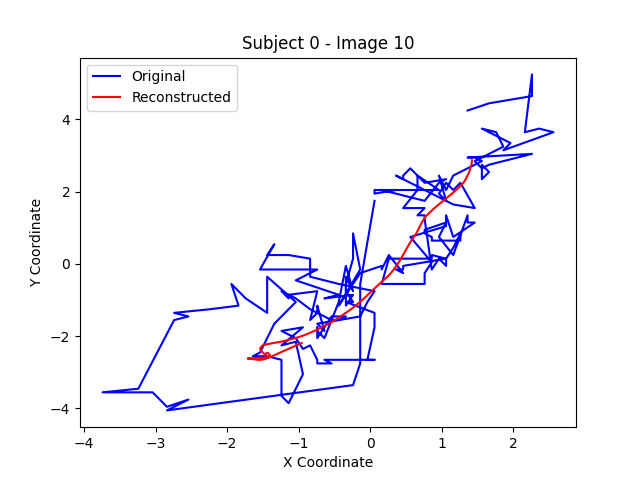 Subject 0 - Image 10
Original
Reconstructed
Y Coordinate
4
2
0
−2
−4
−4
−3
−2
−1
0
1
2
X Coordinate